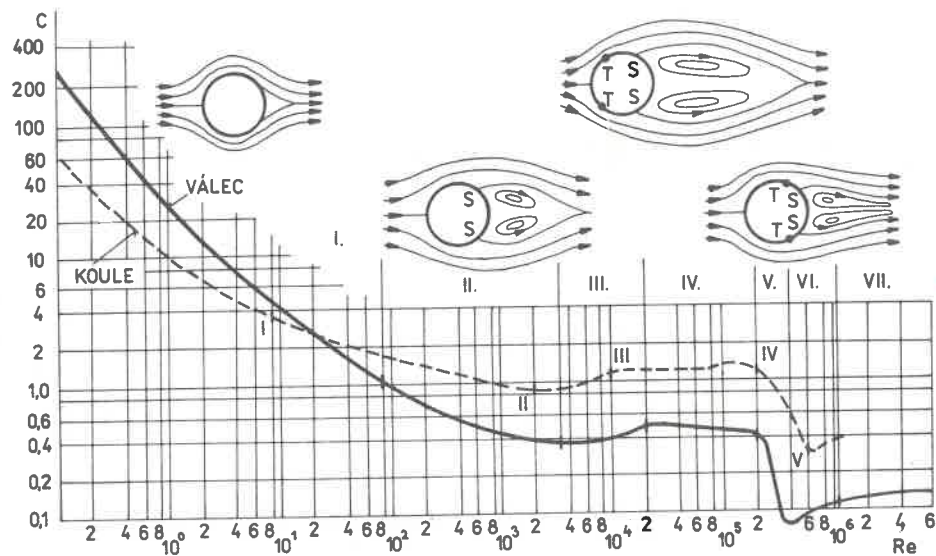 C
400
200
100
60
40
20
10
6
4
2
1,0
0,6
0,4
0,2
0,1
VÁLEC
KOULE
T S
T S
S
S
T S
T S
I. II. III. IV. V. VI. VII.
I
II
III
IV
V
2 4 6 8 10⁰ 2 4 6 8 10¹ 2 4 6 8 10² 2 4 6 8 10³ 2 4 6 8 10⁴ 2 4 6 8 10⁵ 2 4 6 8 10⁶ 2 4 6
Re